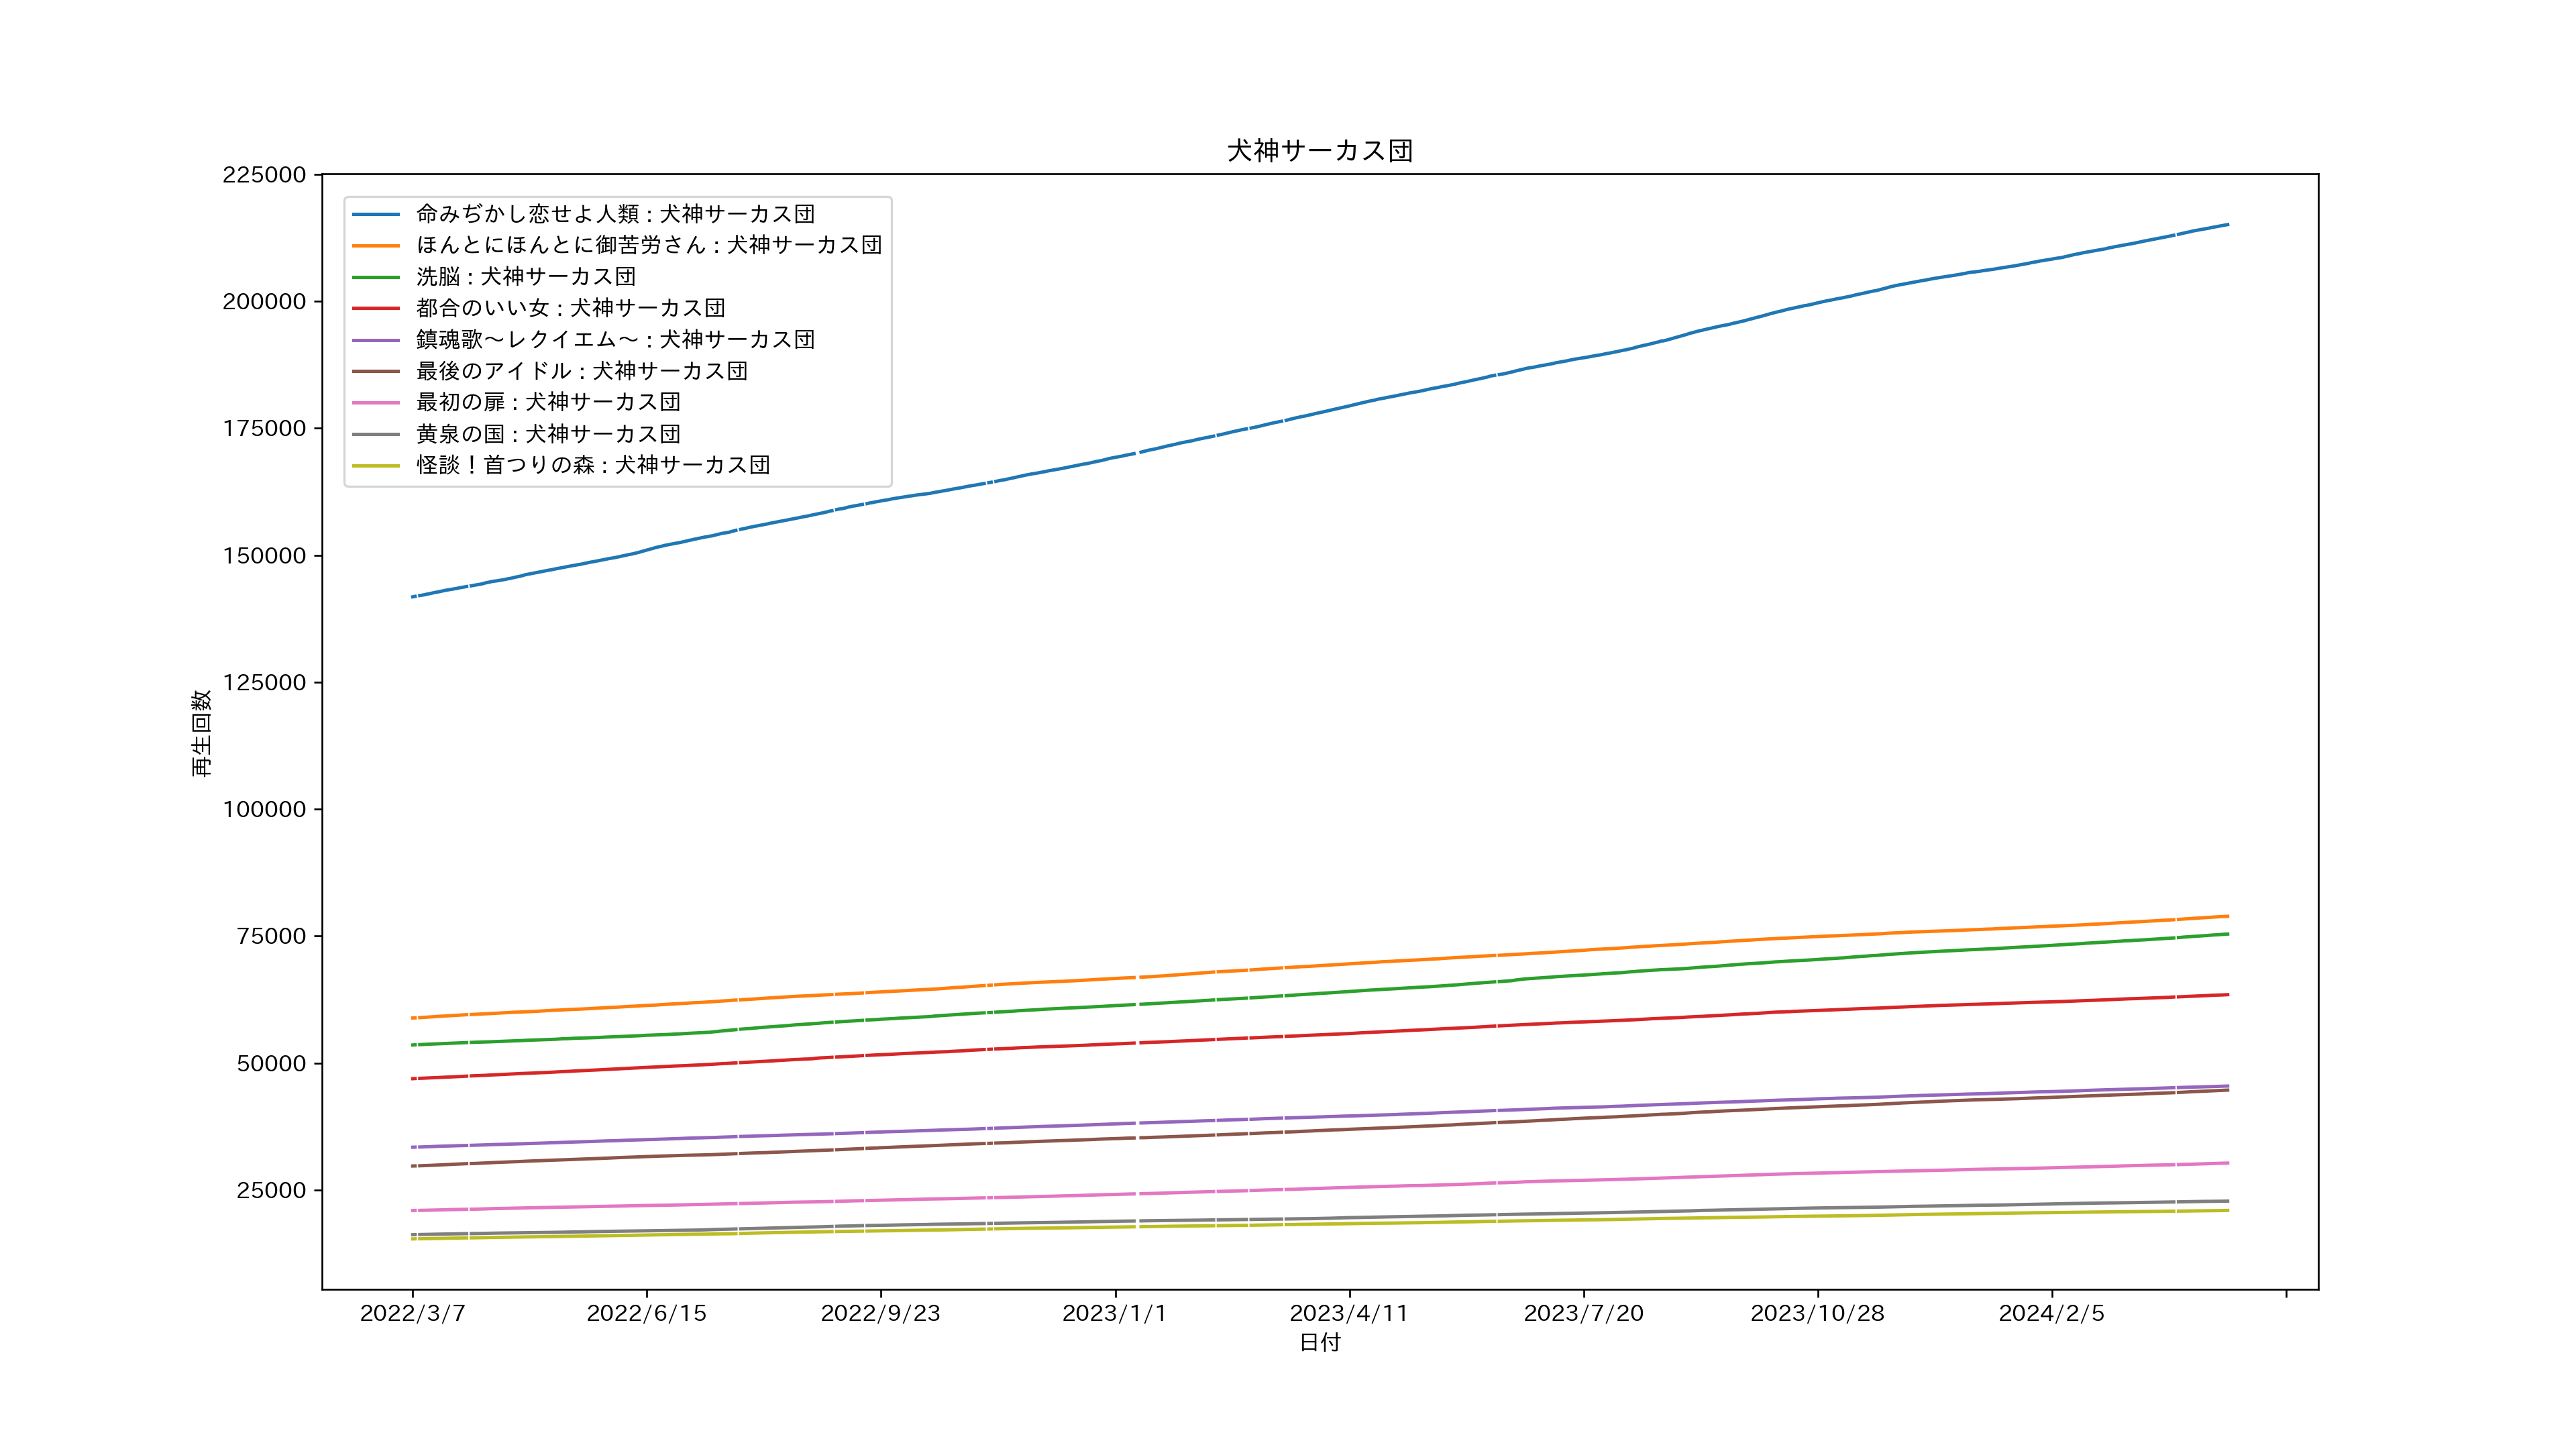 犬神サーカス団
225000
200000
175000
150000
125000
100000
75000
50000
25000
再生回数
命みぢかし恋せよ人類 : 犬神サーカス団
ほんとにほんとに御苦労さん : 犬神サーカス団
洗脳 : 犬神サーカス団
都合のいい女 : 犬神サーカス団
鎮魂歌〜レクイエム〜 : 犬神サーカス団
最後のアイドル : 犬神サーカス団
最初の扉 : 犬神サーカス団
黄泉の国 : 犬神サーカス団
怪談！首つりの森 : 犬神サーカス団
2022/3/7 2022/6/15 2022/9/23 2023/1/1 2023/4/11 2023/7/20 2023/10/28 2024/2/5
日付